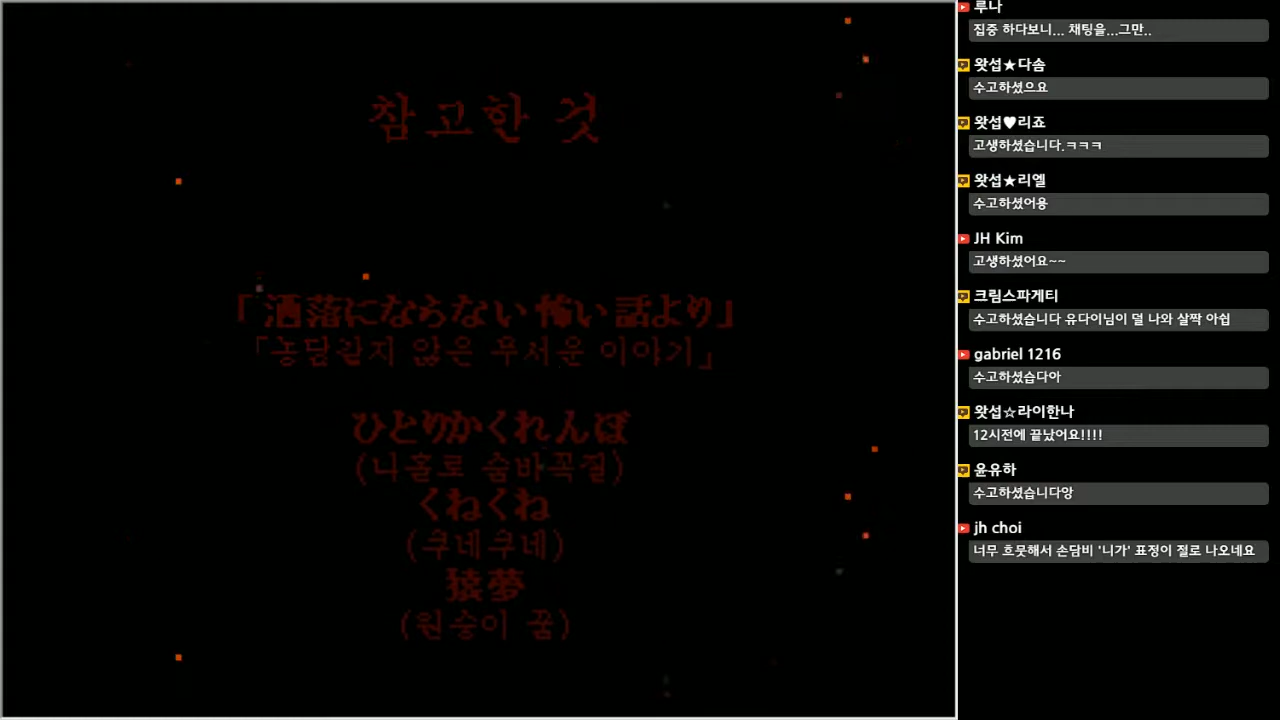 참고한 것
「洒落にならない怖い話より」
「농담같지 않은 무서운 이야기」
ひとりかくれんぼ
(나홀로 숨바꼭질)
くねくね
(쿠네쿠네)
猿夢
(원숭이 꿈)
루나
집중 하다보니... 채팅을...그만..
왓섭★다솜
수고하셨으요
왓섭♥리죠
고생하셨습니다.ㅋㅋㅋ
왓섭★리엘
수고하셨어용
JH Kim
고생하셨어요~~
크림스파게티
수고하셨습니다 유다이님이 덜 나와 살짝 아쉽
gabriel 1216
수고하셨습다아
왓섭☆라이한나
12시전에 끝났어요!!!!
윤유하
수고하셨습니다앙
jh choi
너무 흐뭇해서 손담비 '니가' 표정이 절로 나오네요